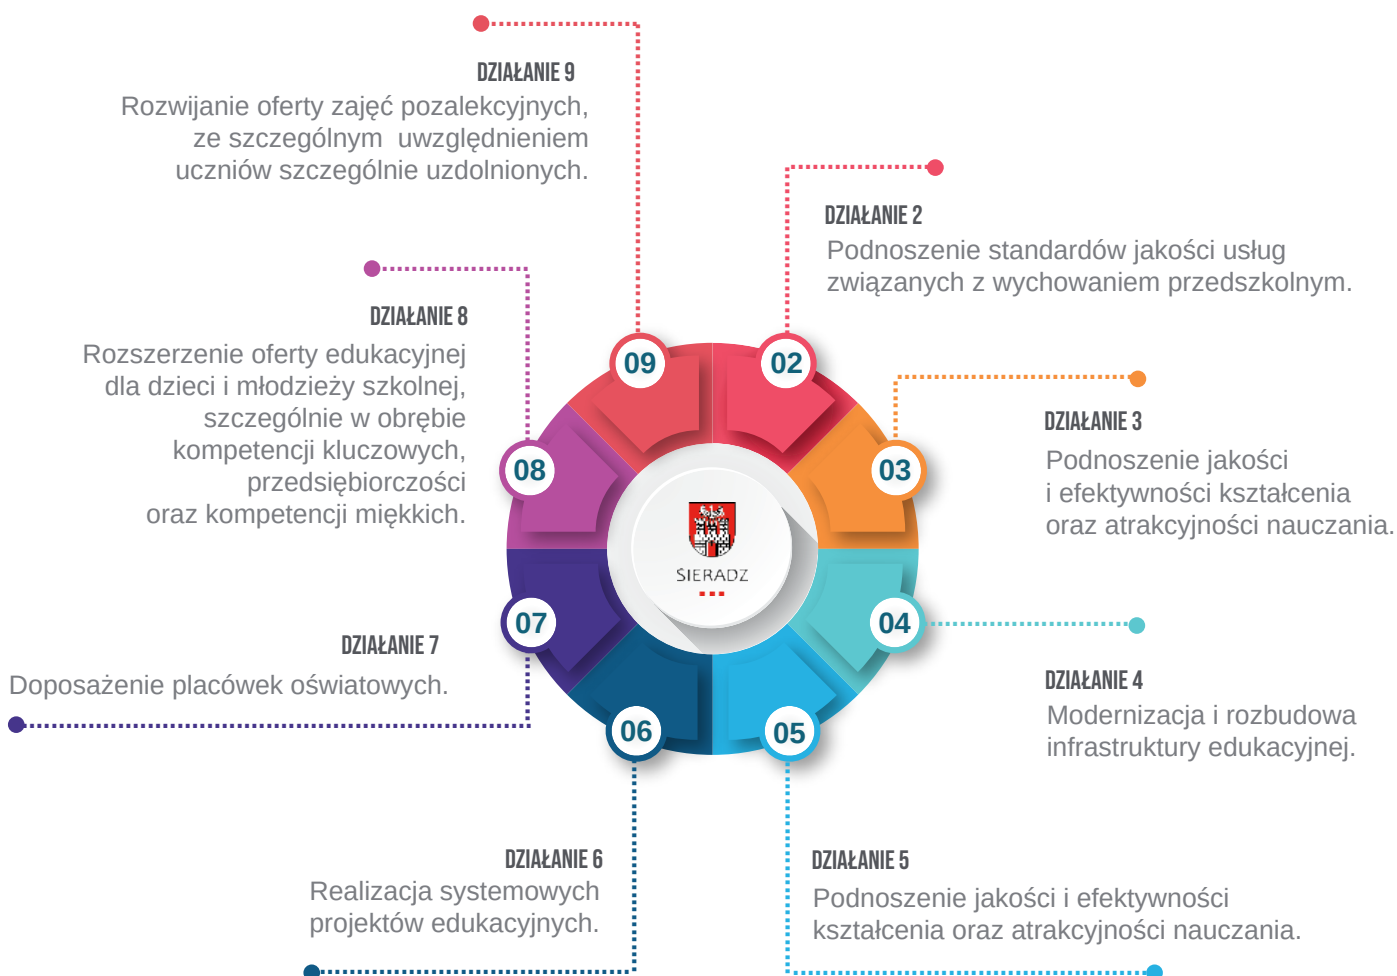 DZIAŁANIE 9
Rozwijanie oferty zajęć pozalekcyjnych,
ze szczególnym uwzględnieniem
uczniów szczególnie uzdolnionych.
DZIAŁANIE 2
Podnoszenie standardów jakości usług
związanych z wychowaniem przedszkolnym.
DZIAŁANIE 8
Rozszerzenie oferty edukacyjnej
dla dzieci i młodzieży szkolnej,
szczególnie w obrębie
kompetencji kluczowych,
przedsiębiorczości
oraz kompetencji miękkich.
DZIAŁANIE 3
Podnoszenie jakości
i efektywności kształcenia
oraz atrakcyjności nauczania.
09
02
08
03
SIERADZ
07
04
06
05
DZIAŁANIE 7
Doposażenie placówek oświatowych.
DZIAŁANIE 4
Modernizacja i rozbudowa
infrastruktury edukacyjnej.
DZIAŁANIE 6
Realizacja systemowych
projektów edukacyjnych.
DZIAŁANIE 5
Podnoszenie jakości i efektywności
kształcenia oraz atrakcyjności nauczania.